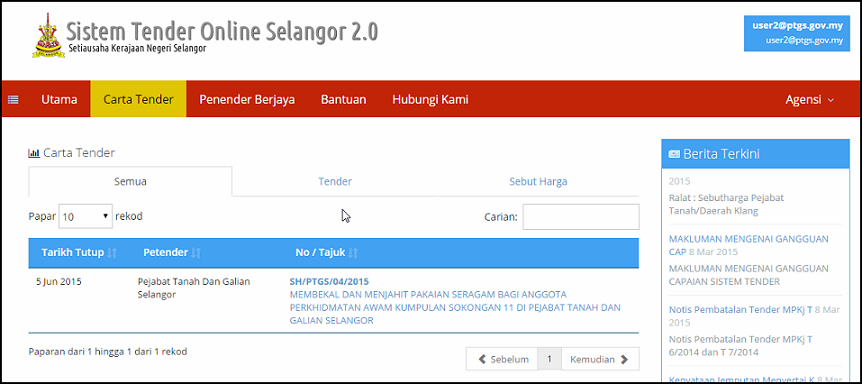 Sistem Tender Online Selangor 2.0
Setiausaha Kerajaan Negeri Selangor
user2@ptgs.gov.my
user2@ptgs.gov.my
Utama
Carta Tender
Penender Berjaya
Bantuan
Hubungi Kami
Agensi
Carta Tender
Semua
Tender
Sebut Harga
Papar 10 rekod
Carian:
Tarikh Tutup
Petender
No / Tajuk
5 Jun 2015
Pejabat Tanah Dan Galian
Selangor
SH/PTGS/04/2015
MEMBEKAL DAN MENJAHIT PAKAIAN SERAGAM BAGI ANGGOTA
PERKHIDMATAN AWAM KUMPULAN SOKONGAN 11 DI PEJABAT TANAH DAN
GALIAN SELANGOR
Paparan dari 1 hingga 1 dari 1 rekod
Sebelum
1
Kemudian
Berita Terkini
2015
Ralat : Sebutharga Pejabat
Tanah/Daerah Klang
MAKLUMAN MENGENAI GANGGUAN
CAP 8 Mar 2015
MAKLUMAN MENGENAI GANGGUAN
CAPAIAN SISTEM TENDER
Notis Pembatalan Tender MPKj T 8 Mar
2015
Notis Pembatalan Tender MPKj T
6/2014 dan T 7/2014
Kenyataan Jemputan Menyertai K 8 Mar